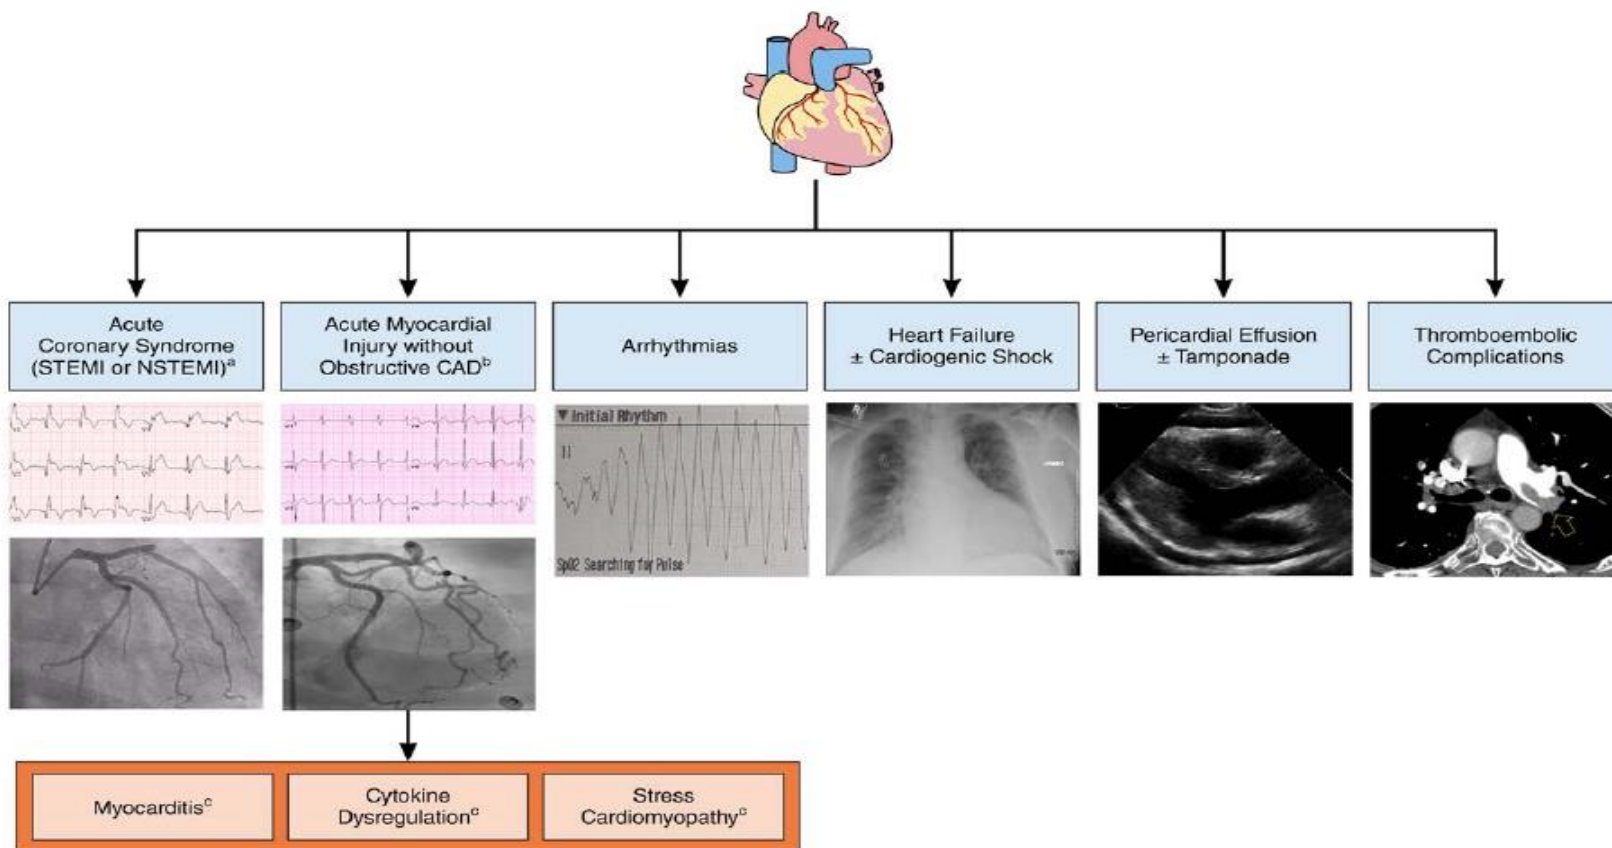 Acute
Coronary Syndrome
(STEMI or NSTEMI)ᵃ
Acute Myocardial
Injury without
Obstructive CADᵇ
Arrhythmias
Heart Failure
± Cardiogenic Shock
Pericardial Effusion
± Tamponade
Thromboembolic
Complications
▼ Initial Rhythm
II
SpO2 Searching for Pulse
Myocarditisᶜ
Cytokine
Dysregulationᶜ
Stress
Cardiomyopathyᶜ